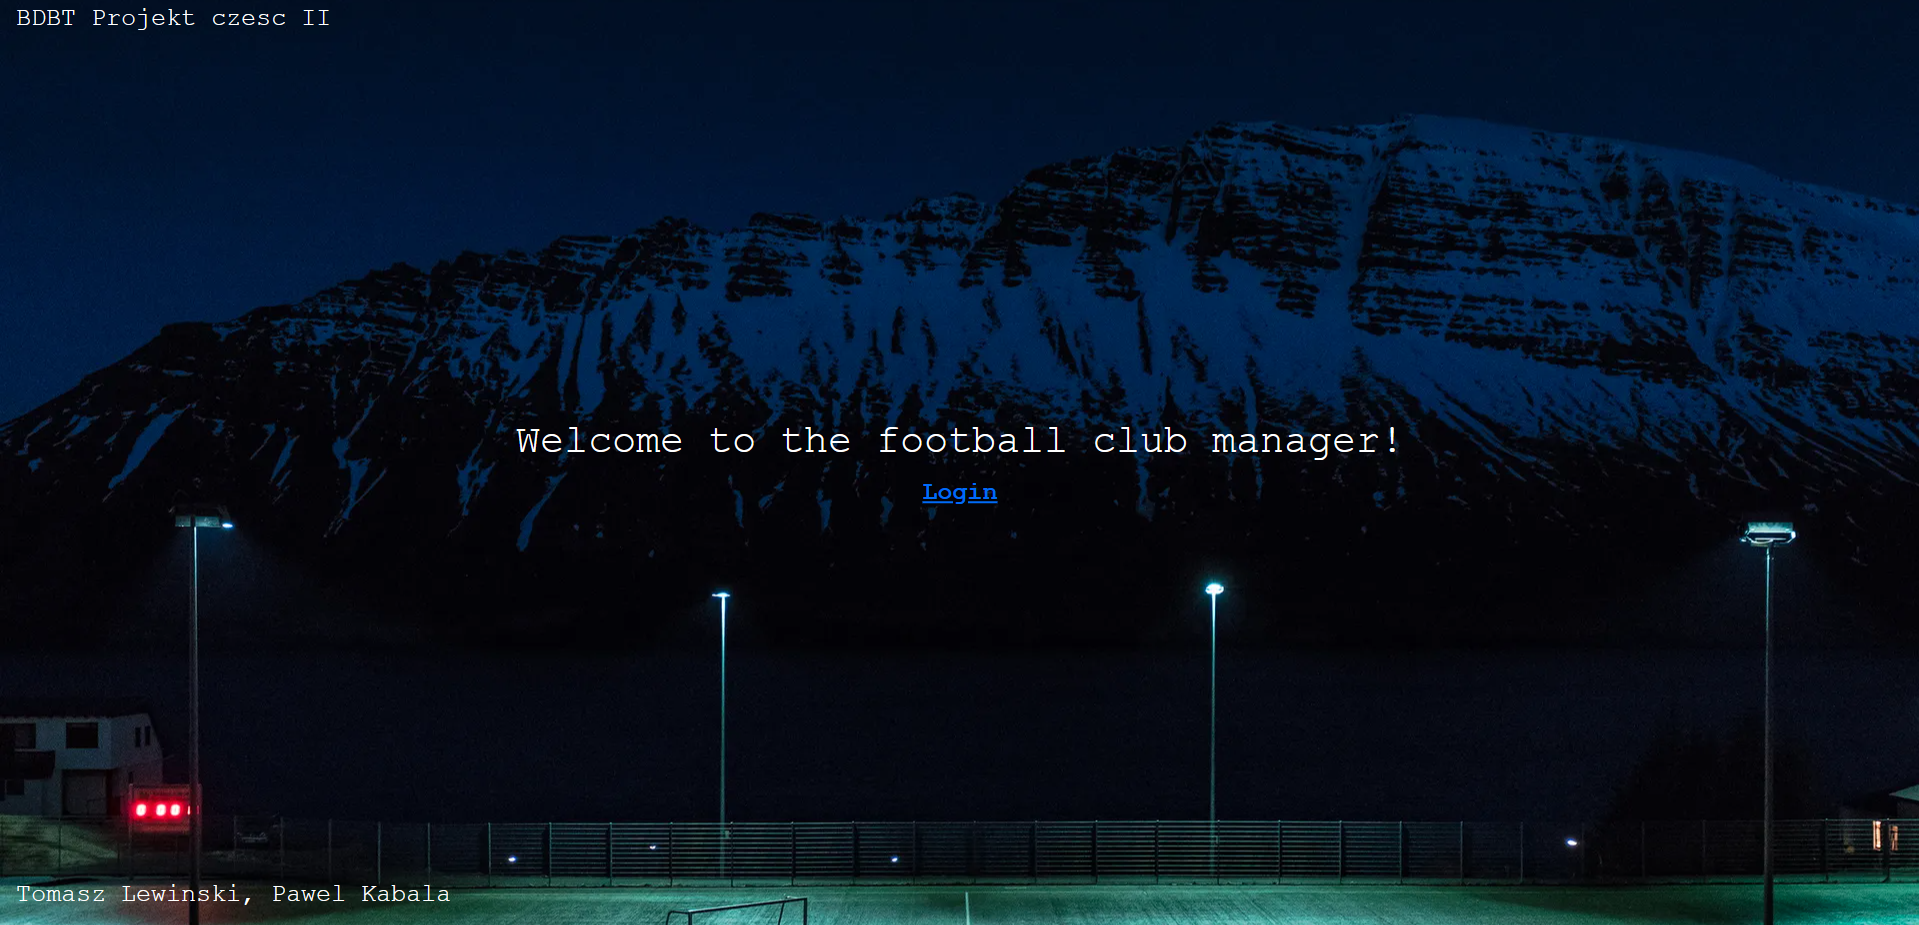 BDBT Projekt czesc II
Welcome to the football club manager!
Login
Tomasz Lewinski, Pawel Kabala